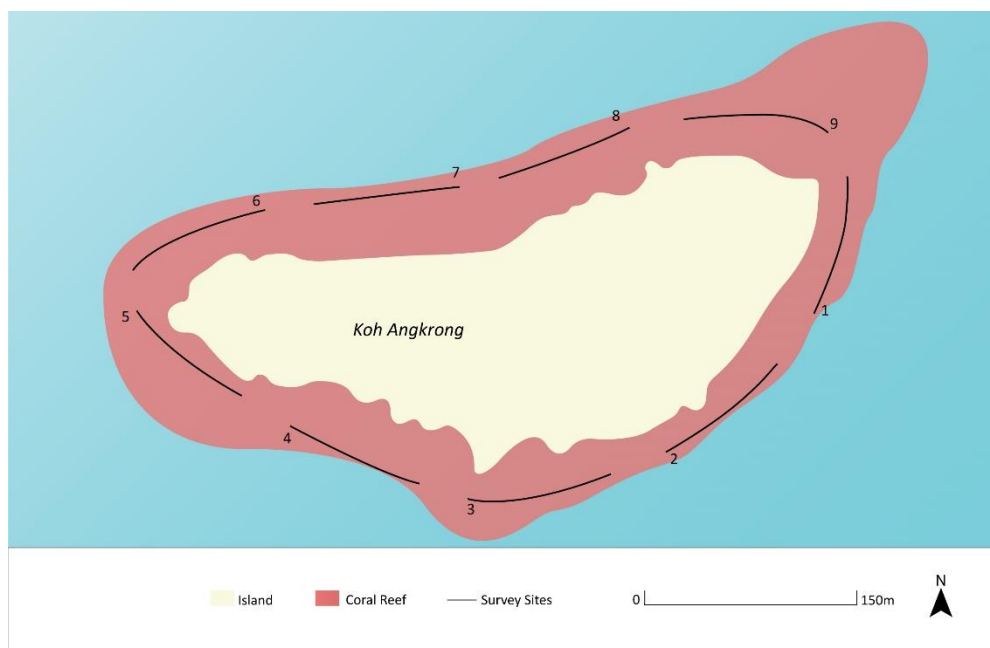 8
9
7
6
5
Koh Angkrong
1
4
2
3
N
Island
Coral Reef
Survey Sites
0
150m